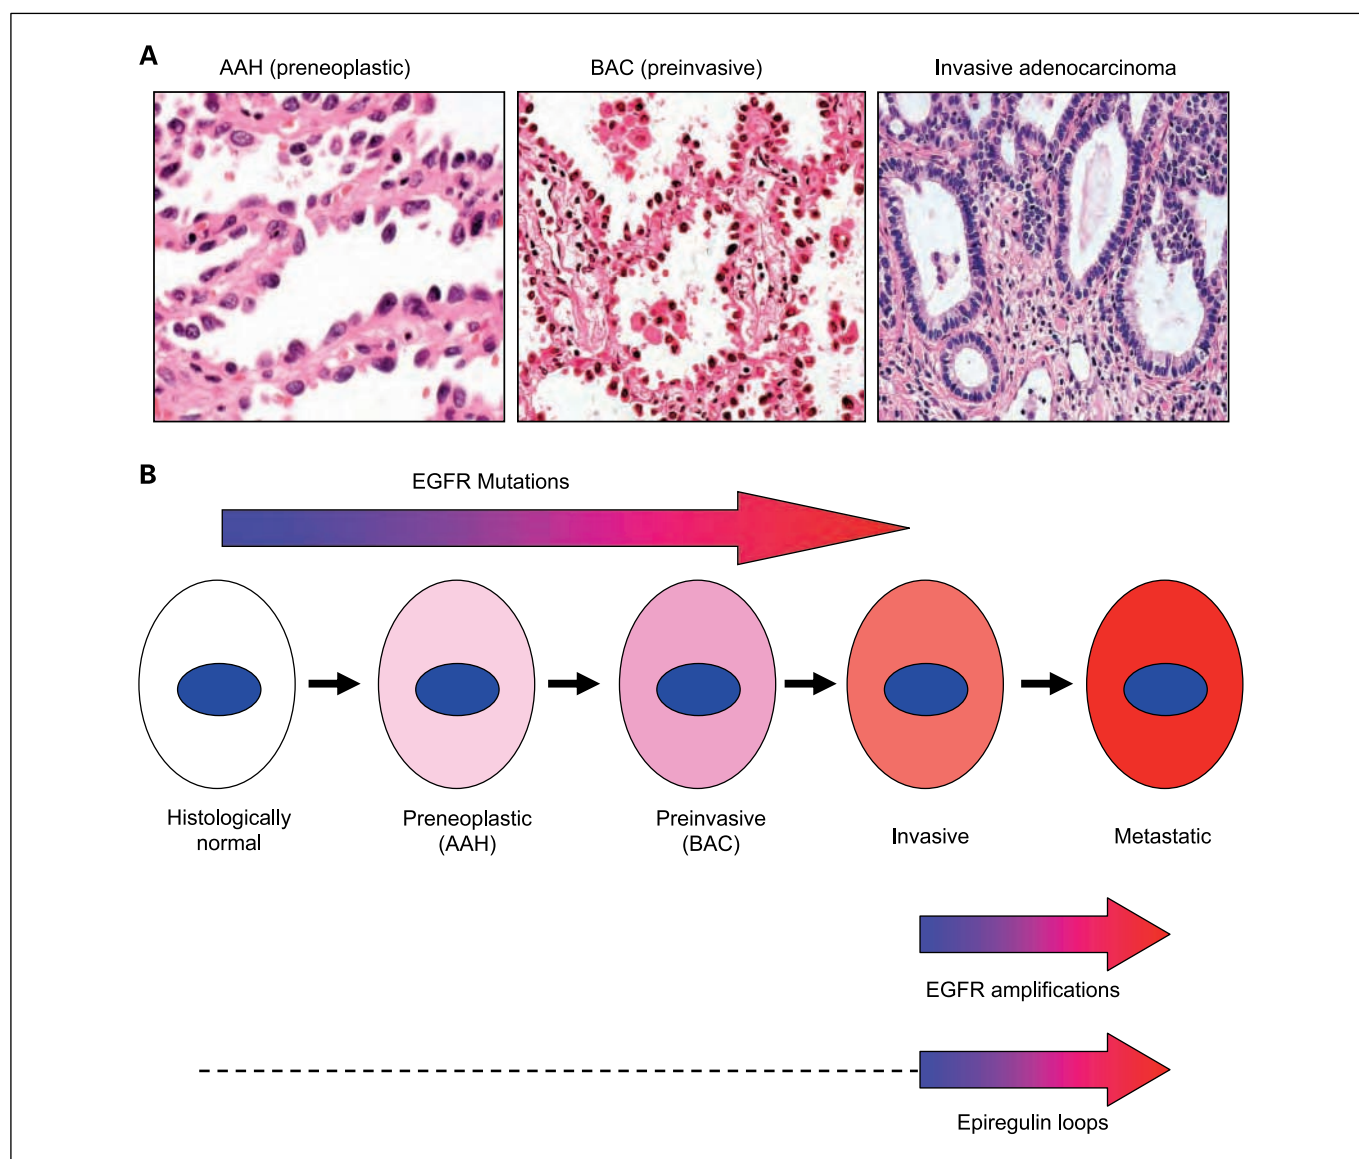 A
AAH (preneoplastic)
BAC (preinvasive)
Invasive adenocarcinoma
B
EGFR Mutations
Histologically
normal
Preneoplastic
(AAH)
Preinvasive
(BAC)
Invasive
Metastatic
EGFR amplifications
Epiregulin loops